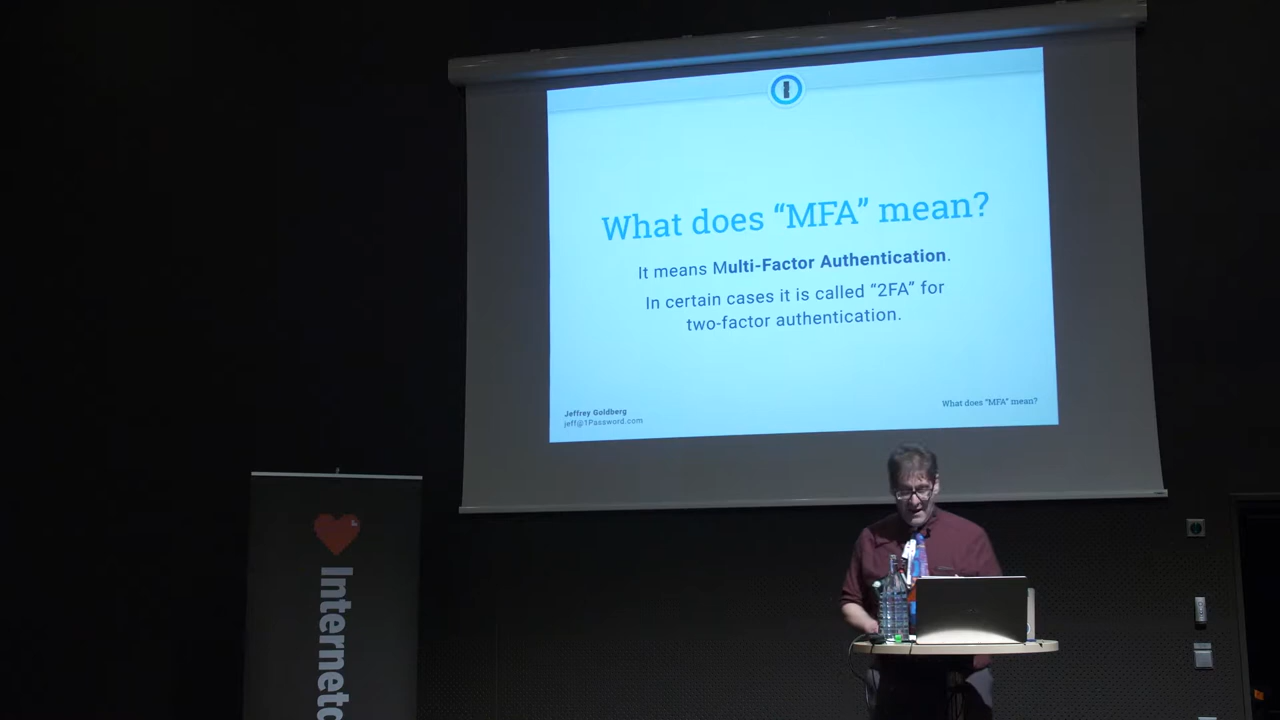 What does “MFA” mean?
It means Multi-Factor Authentication.
In certain cases it is called “2FA” for
two-factor authentication.
Jeffrey Goldberg
jeff@1Password.com
What does “MFA” mean?